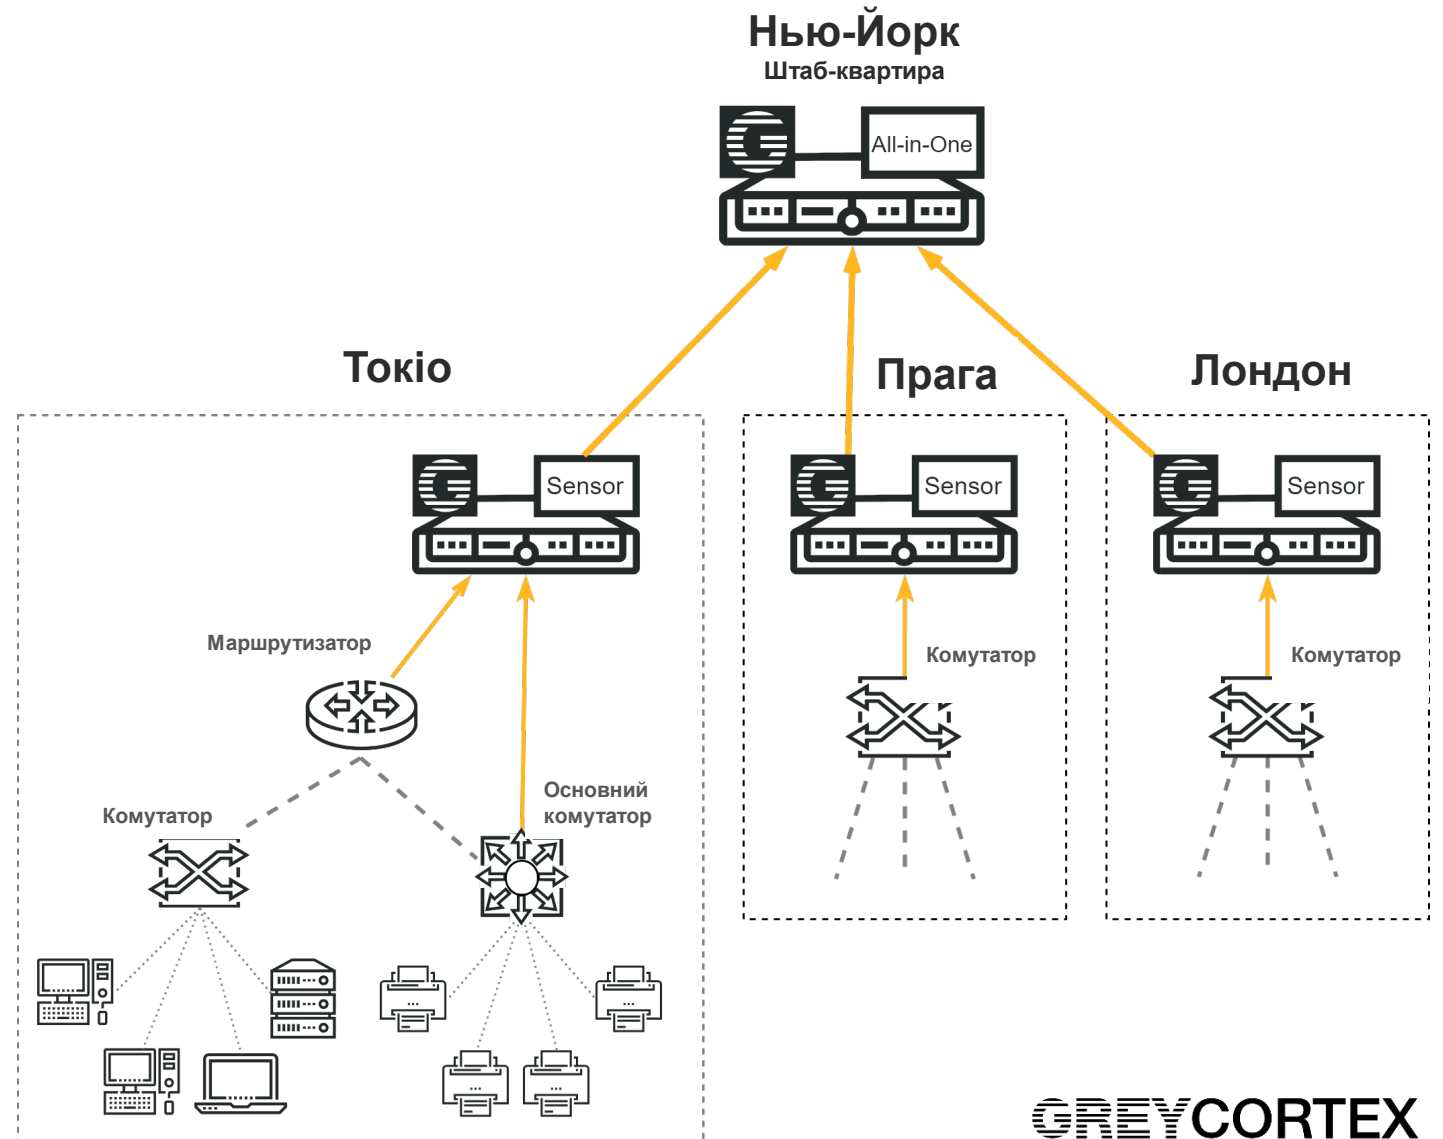 Нью-Йорк
Штаб-квартира
All-in-One
Токіо
Прага
Лондон
Sensor
Sensor
Sensor
Маршрутизатор
Комутатор
Комутатор
Основний
комутатор
Комутатор
GREYCORTEX